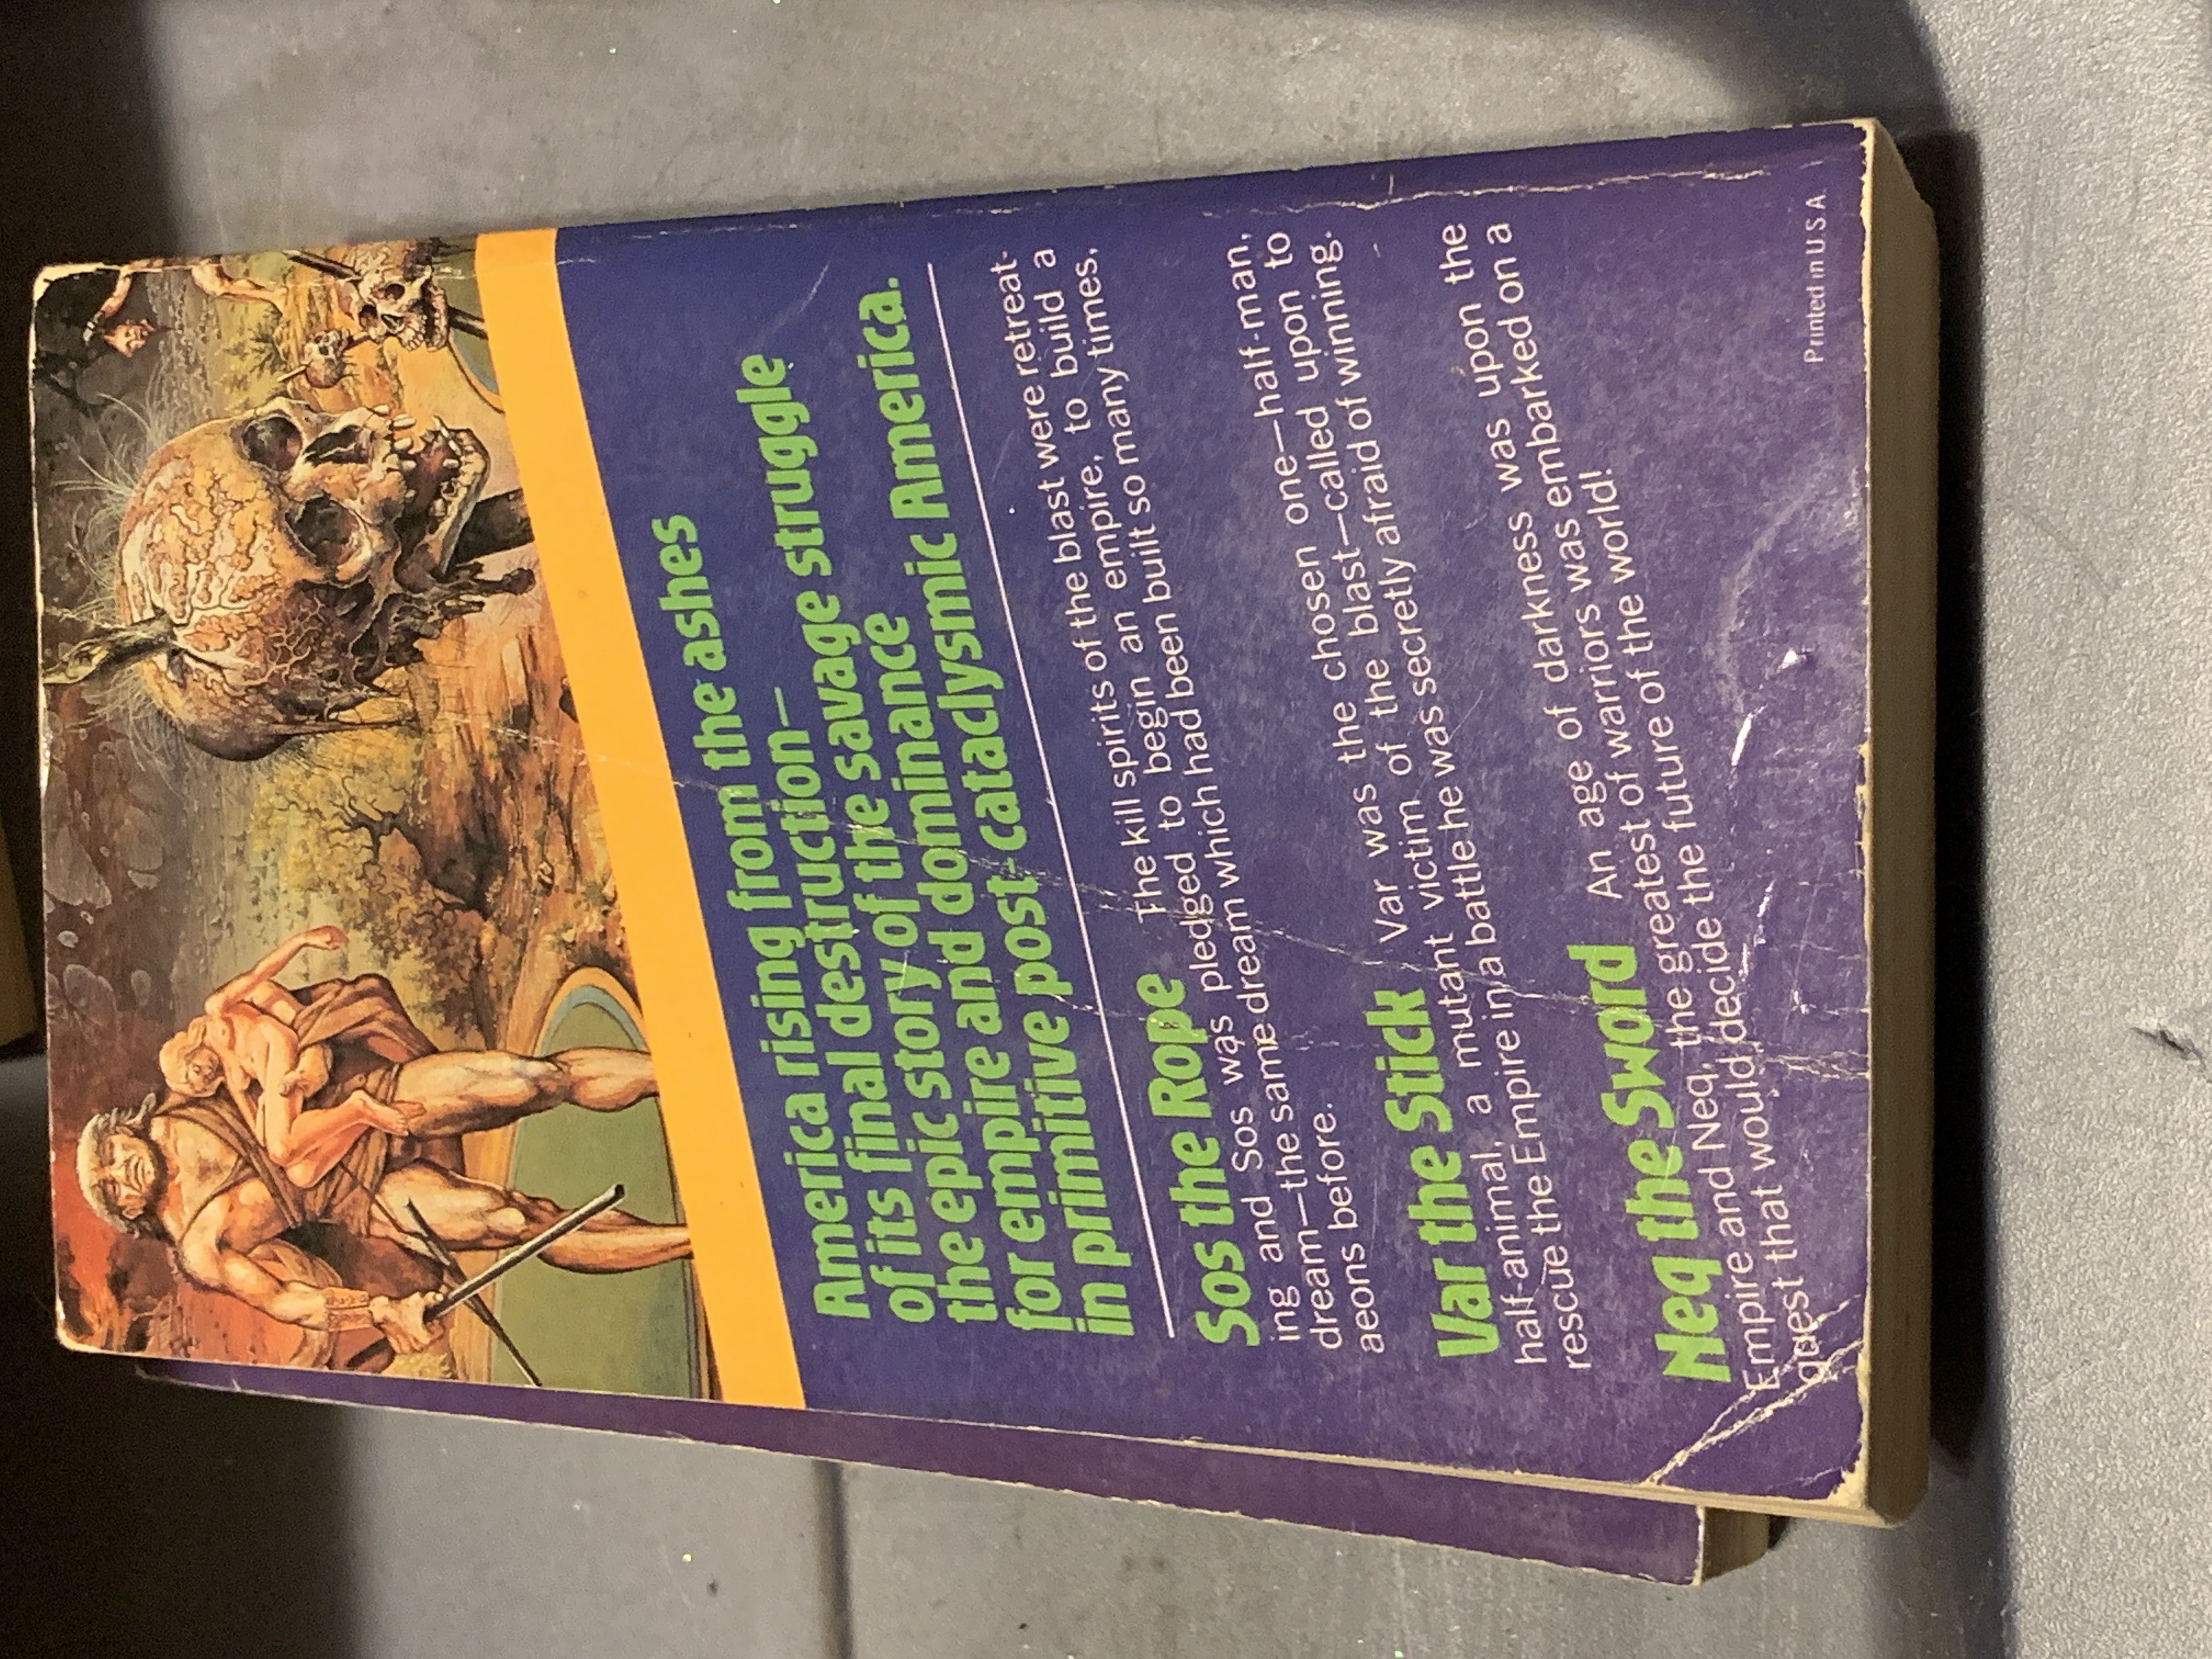 America rising from the ashes
of its final destruction—
the epic story of the savage struggle
for empire and dominance
in primitive post-cataclysmic America.
Sos the Rope The kill spirits of the blast were retreat-
ing and Sos was pledged to begin an empire, to build a
dream—the same dream which had been built so many times,
aeons before.
Var the Stick Var was the chosen one—half-man,
half-animal, a mutant victim of the blast—called upon to
rescue the Empire in a battle he was secretly afraid of winning.
Neq the Sword An age of darkness was upon the
Empire and Neq, the greatest of warriors was embarked on a
quest that would decide the future of the world!
Printed in U.S.A.